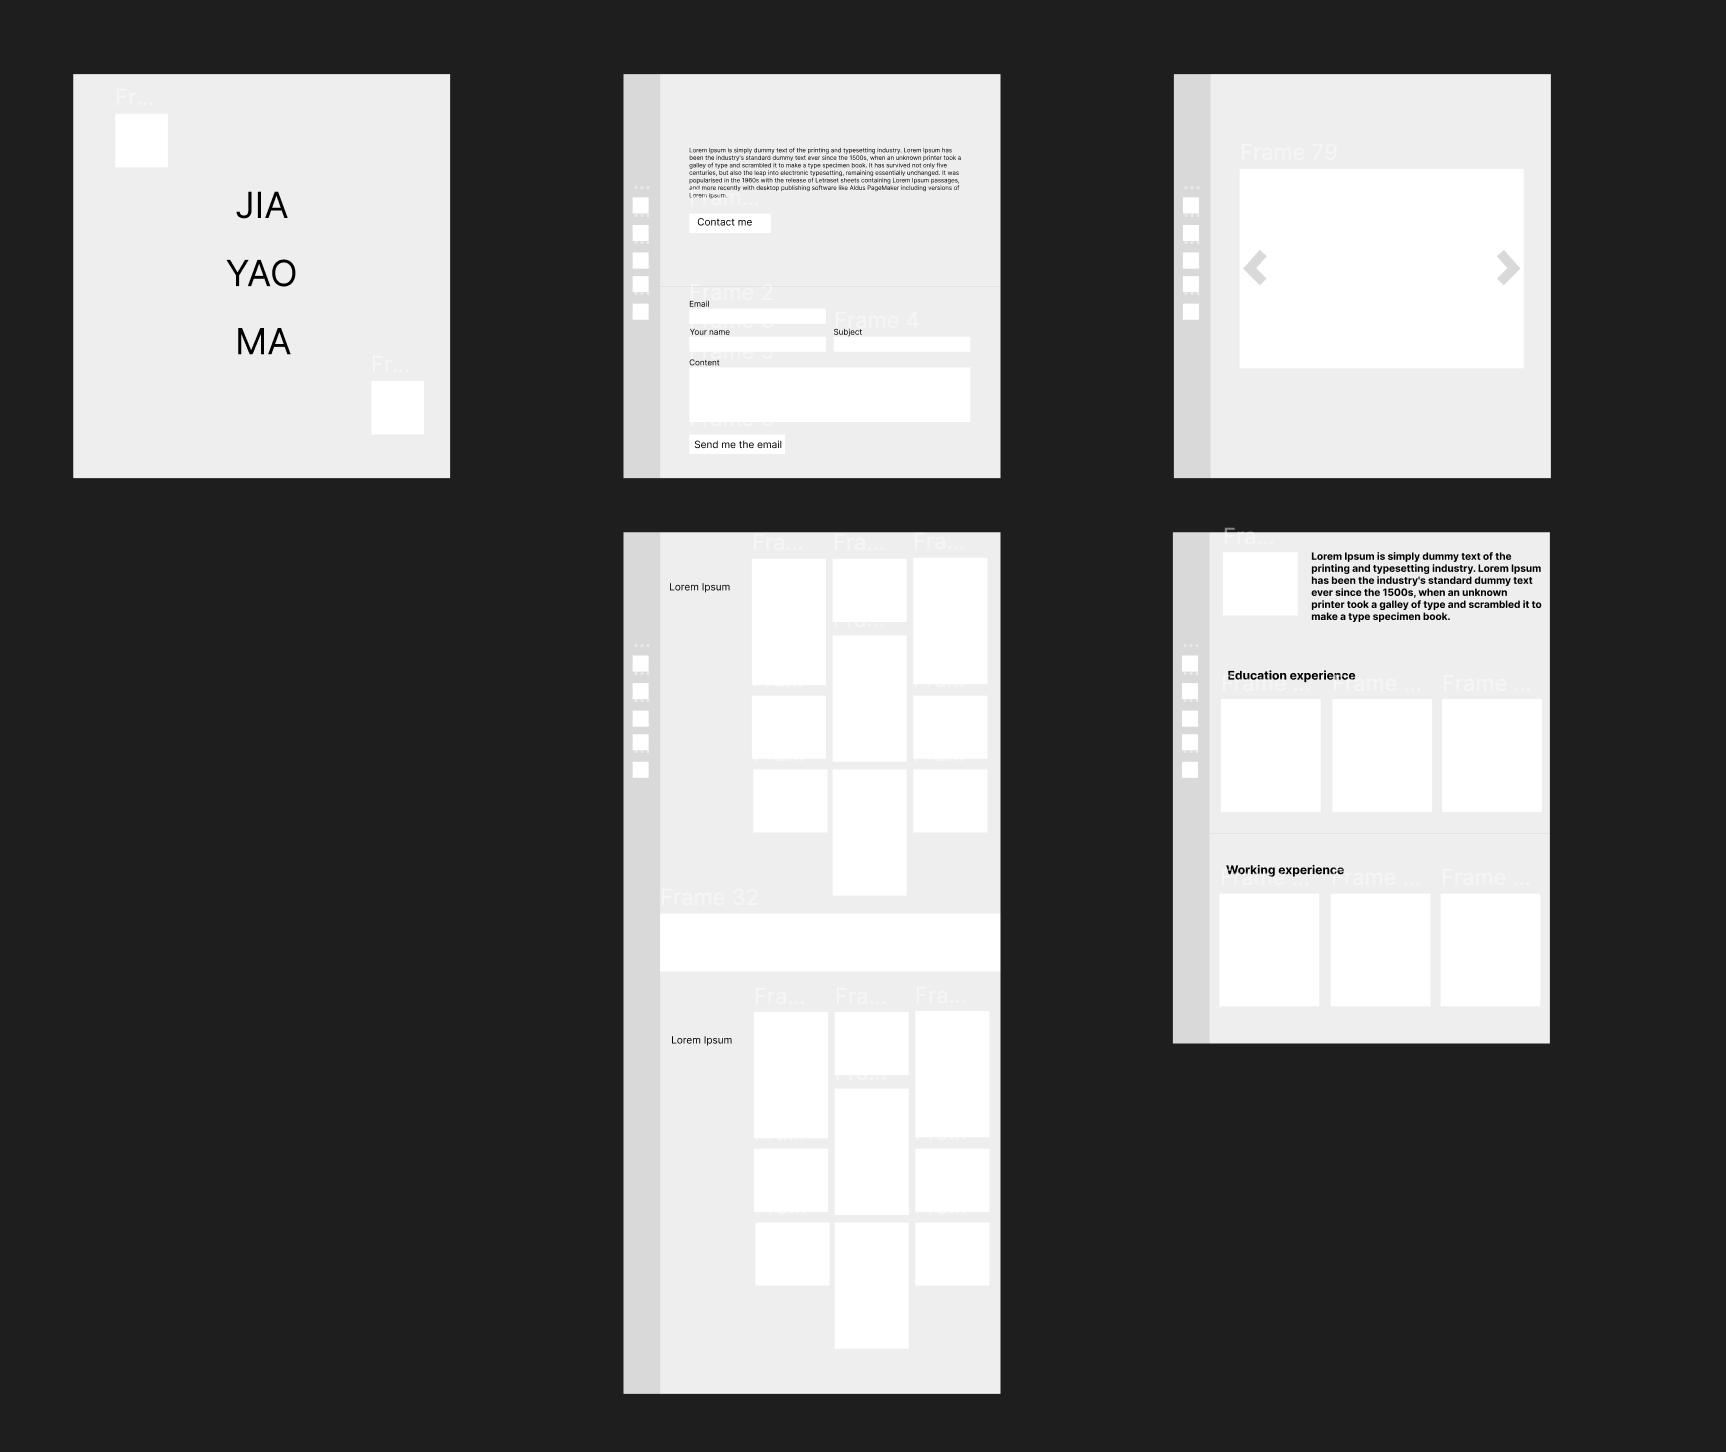 Fr...
JIA
YAO
MA
Fr...
Lorem Ipsum is simply dummy text of the printing and typesetting industry. Lorem Ipsum has
been the industry's standard dummy text ever since the 1500s, when an unknown printer took a
galley of type and scrambled it to make a type specimen book. It has survived not only five
centuries, but also the leap into electronic typesetting, remaining essentially unchanged. It was
popularised in the 1960s with the release of Letraset sheets containing Lorem Ipsum passages,
and more recently with desktop publishing software like Aldus PageMaker including versions of
Lorem Ipsum.
Contact me
Frame 2
Email
Frame 4
Your name
Subject
Content
Send me the email
Frame 79
Fra...
Fra...
Fra...
Lorem Ipsum
Fra...
Frame 32
Fra...
Fra...
Fra...
Lorem Ipsum
Fra...
Fra...
Lorem Ipsum is simply dummy text of the
printing and typesetting industry. Lorem Ipsum
has been the industry's standard dummy text
ever since the 1500s, when an unknown
printer took a galley of type and scrambled it to
make a type specimen book.
Education experience
Frame ...
Frame ...
Frame ...
Working experience
Frame ...
Frame ...
Frame ...